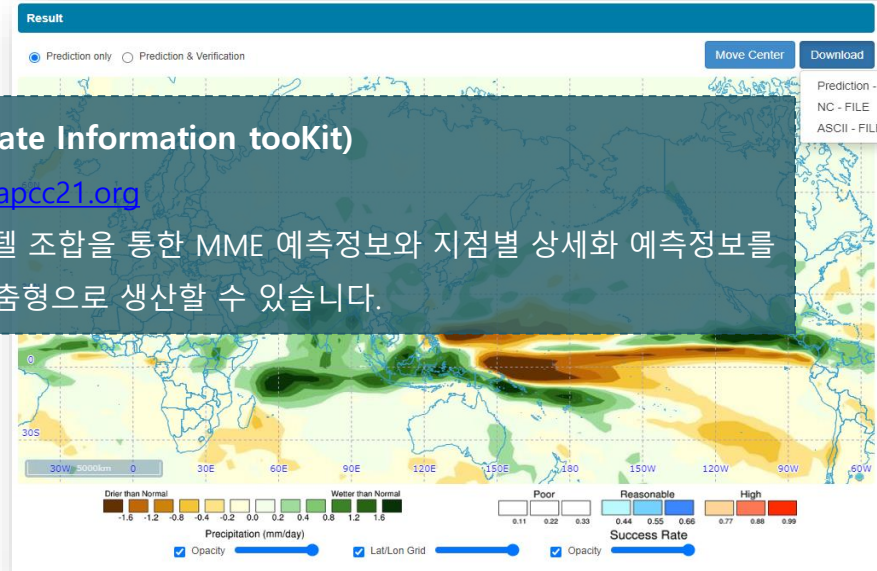 Result
Prediction only Prediction & Verification
Move Center Download
Prediction -
NC - FILE
ASCII - FILE
ate Information tooKit)
apcc21.org
델 조합을 통한 MME 예측정보와 지점별 상세화 예측정보를
춤형으로 생산할 수 있습니다.
0
30S
30W 5000km 0 30E 60E 90E 120E 150E 180 150W 120W 90W 60W
Drier than Normal Wetter than Normal
-1.6 -1.2 -0.8 -0.4 -0.2 0.0 0.2 0.4 0.8 1.2 1.6
Precipitation (mm/day)
Poor Reasonable High
0.11 0.22 0.33 0.44 0.55 0.66 0.77 0.88 0.99
Success Rate
Opacity Lat/Lon Grid Opacity